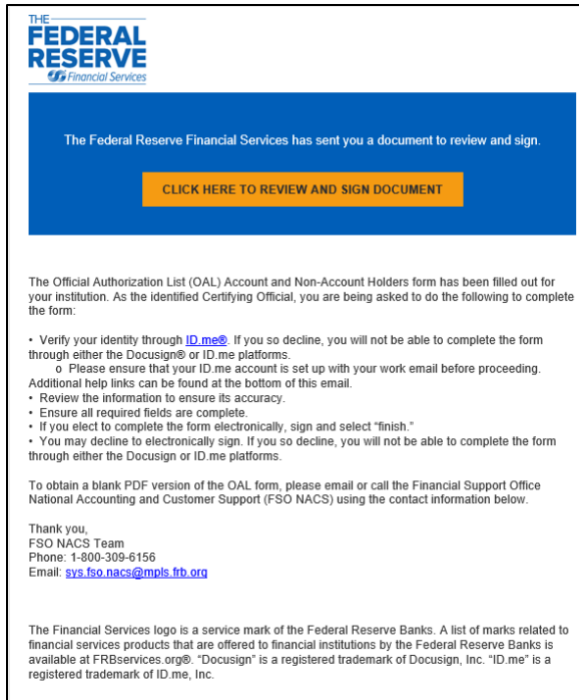 THE
FEDERAL
RESERVE
Financial Services
The Federal Reserve Financial Services has sent you a document to review and sign.
CLICK HERE TO REVIEW AND SIGN DOCUMENT
The Official Authorization List (OAL) Account and Non-Account Holders form has been filled out for
your institution. As the identified Certifying Official, you are being asked to do the following to complete
the form:
• Verify your identity through ID.me®. If you so decline, you will not be able to complete the form
through either the Docusign® or ID.me platforms.
o Please ensure that your ID.me account is set up with your work email before proceeding.
Additional help links can be found at the bottom of this email.
• Review the information to ensure its accuracy.
• Ensure all required fields are complete.
• If you elect to complete the form electronically, sign and select “finish.”
• You may decline to electronically sign. If you so decline, you will not be able to complete the form
through either the Docusign or ID.me platforms.
To obtain a blank PDF version of the OAL form, please email or call the Financial Support Office
National Accounting and Customer Support (FSO NACS) using the contact information below.
Thank you,
FSO NACS Team
Phone: 1-800-309-6156
Email: sys.fso.nacs@mpls.frb.org
The Financial Services logo is a service mark of the Federal Reserve Banks. A list of marks related to
financial services products that are offered to financial institutions by the Federal Reserve Banks is
available at FRBservices.org®. “Docusign” is a registered trademark of Docusign, Inc. “ID.me” is a
registered trademark of ID.me, Inc.